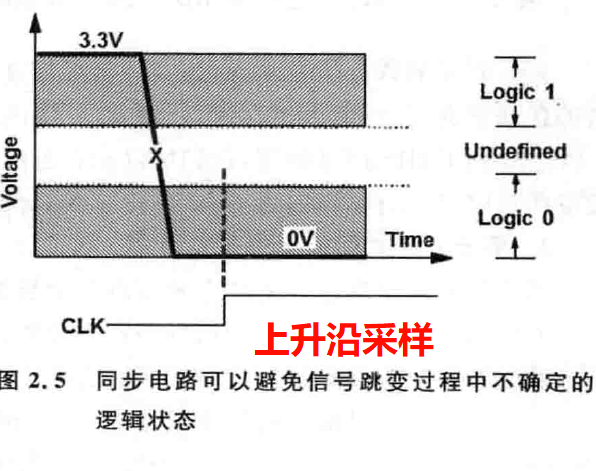 3.3V
Logic 1
X
Undefined
Voltage
Logic 0
0V
Time
CLK
上升沿采样
图 2.5 同步电路可以避免信号跳变过程中不确定的
逻辑状态